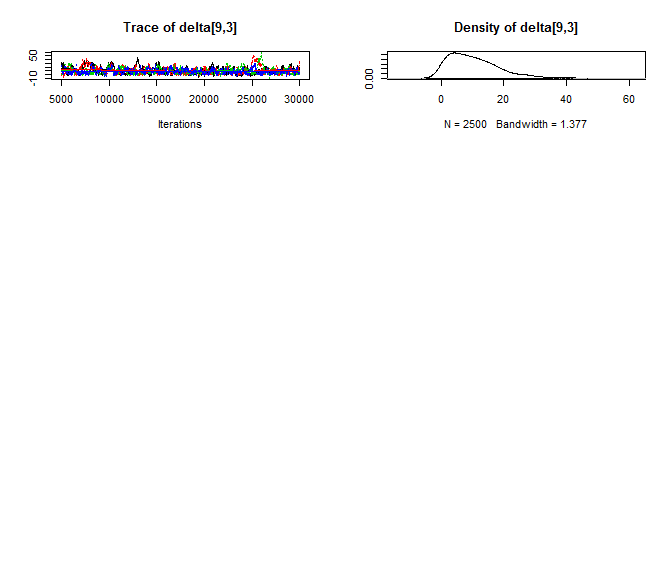 Trace of delta[9,3]
50
-10
5000 10000 15000 20000 25000 30000
Iterations
Density of delta[9,3]
0.00
0 20 40 60
N = 2500 Bandwidth = 1.377